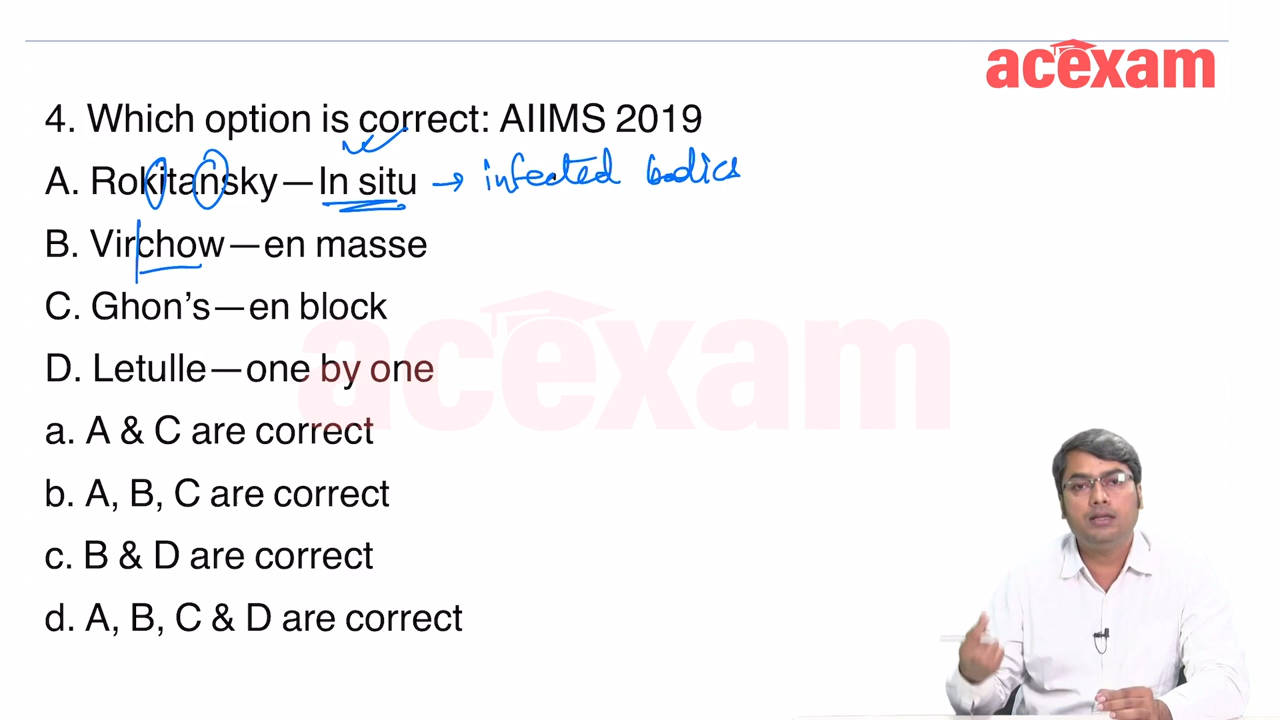 acexam
4. Which option is correct: AIIMS 2019
A. Rokitansky—In situ → infected bodies
B. Virchow—en masse
C. Ghon’s—en block
D. Letulle—one by one
a. A & C are correct
b. A, B, C are correct
c. B & D are correct
d. A, B, C & D are correct
acexam